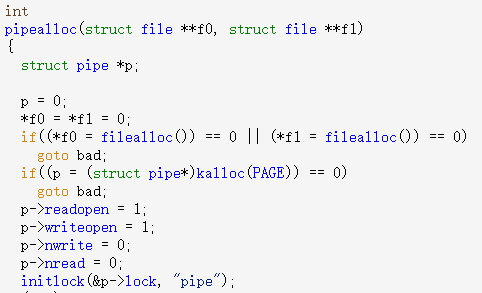 int
pipealloc(struct file **f0, struct file **f1)
{
  struct pipe *p;

  p = 0;
  *f0 = *f1 = 0;
  if((*f0 = filealloc()) == 0 || (*f1 = filealloc()) == 0)
    goto bad;
  if((p = (struct pipe*)kalloc(PAGE)) == 0)
    goto bad;
  p->readopen = 1;
  p->writeopen = 1;
  p->nwrite = 0;
  p->nread = 0;
  initlock(&p->lock, "pipe");